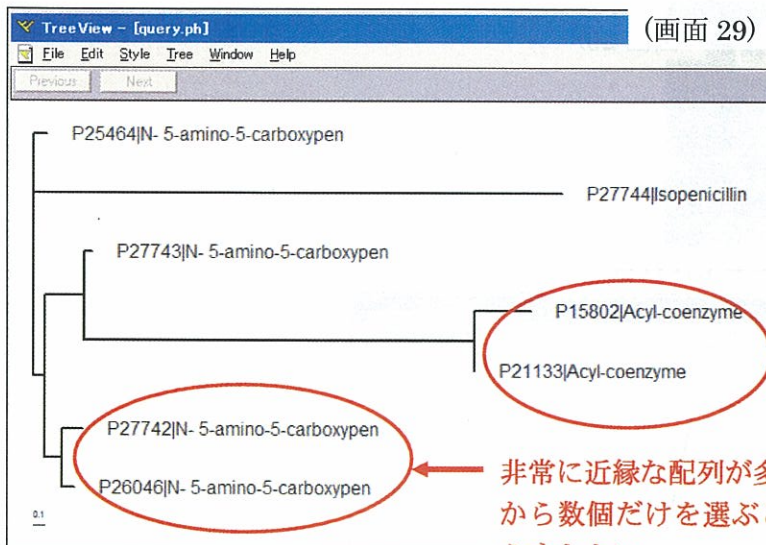 TreeView - [query.ph]
(画面 29)
File Edit Style Tree Window Help
Previous Next
P25464|N- 5-amino-5-carboxypen
P27744|Isopenicillin
P27743|N- 5-amino-5-carboxypen
P15802|Acyl-coenzyme
P21133|Acyl-coenzyme
P27742|N- 5-amino-5-carboxypen
P26046|N- 5-amino-5-carboxypen
非常に近縁な配列が多
から数個だけを選ぶ
0.1